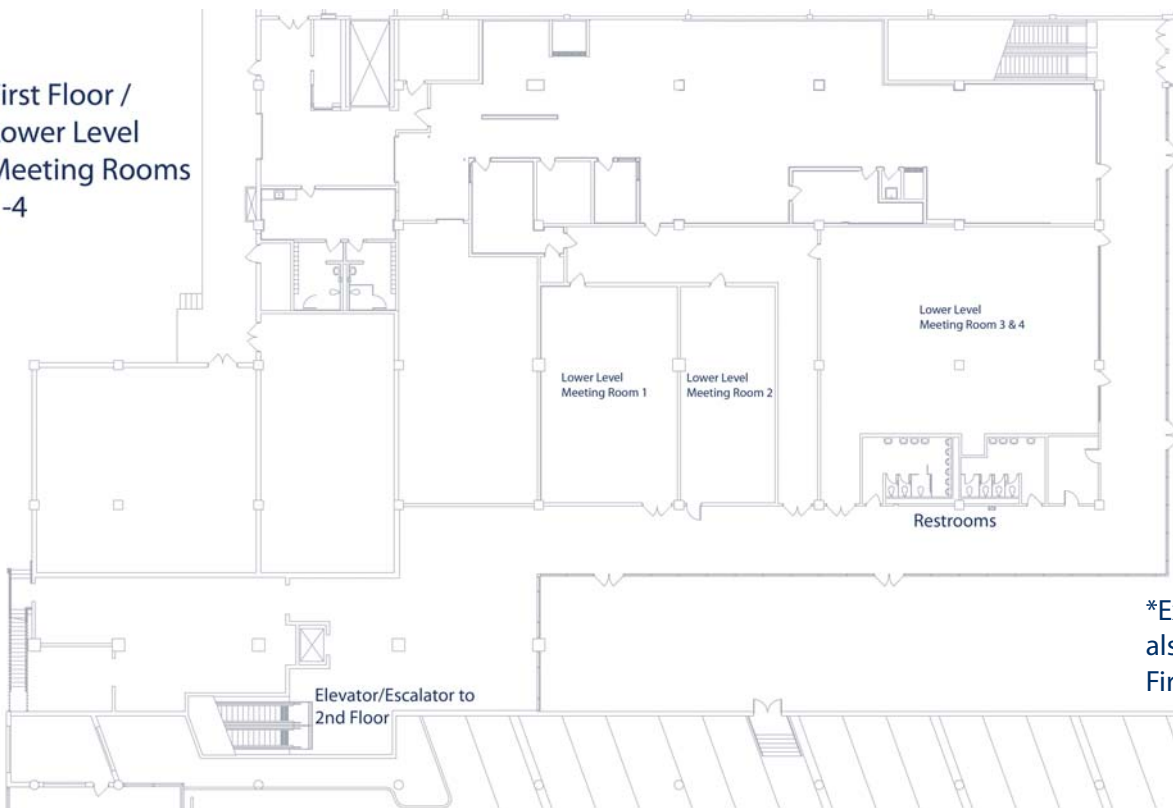 irst Floor /
ower Level
Meeting Rooms
-4
Lower Level
Meeting Room 3 & 4
Lower Level
Meeting Room 1
Lower Level
Meeting Room 2
Restrooms
Elevator/Escalator to
2nd Floor
*E
als
Fir